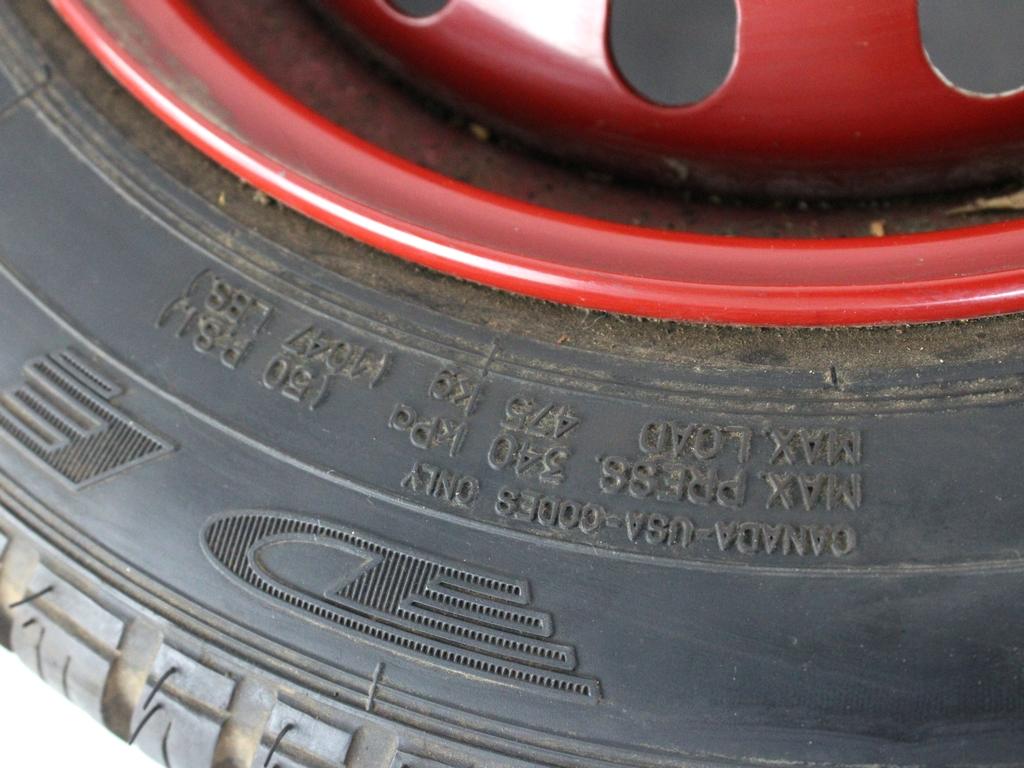 CANADA-USA-CODES ONLY
MAX. PRESS. 340 KPa (50 PSI)
MAX. LOAD 475 KG (1047 LBS.)